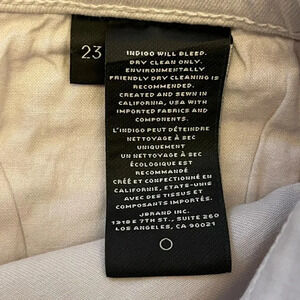 23
INDIGO WILL BLEED.
DRY CLEAN ONLY.
ENVIRONMENTALLY
FRIENDLY DRY CLEANING IS
RECOMMENDED.
CREATED AND SEWN IN
CALIFORNIA, USA WITH
IMPORTED FABRICS AND
COMPONENTS.
L'INDIGO PEUT DÉTEINDRE
NETTOYAGE À SEC
UNIQUEMENT
UN NETTOYAGE À SEC
ÉCOLOGIQUE EST
RECOMMANDÉ
CRÉÉ ET CONFECTIONNÉ EN
CALIFORNIE, ÉTATS-UNIS
AVEC DES TISSUS ET
COMPOSANTS IMPORTÉS.
JBRAND INC.
1318 E 7TH ST., SUITE 260
LOS ANGELES, CA 90021